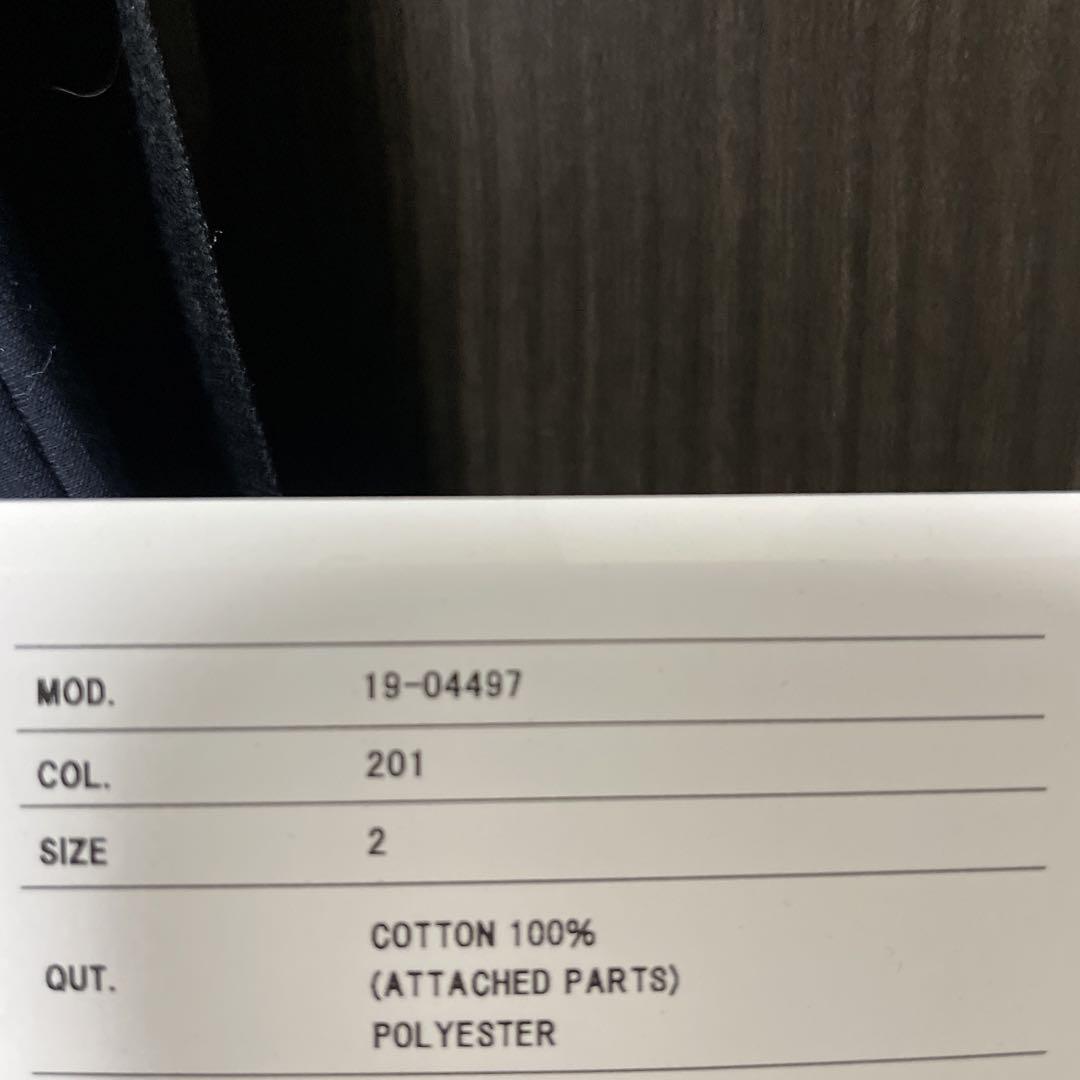 MOD. 19-04497
COL. 201
SIZE 2
QUT. COTTON 100%
(ATTACHED PARTS)
POLYESTER